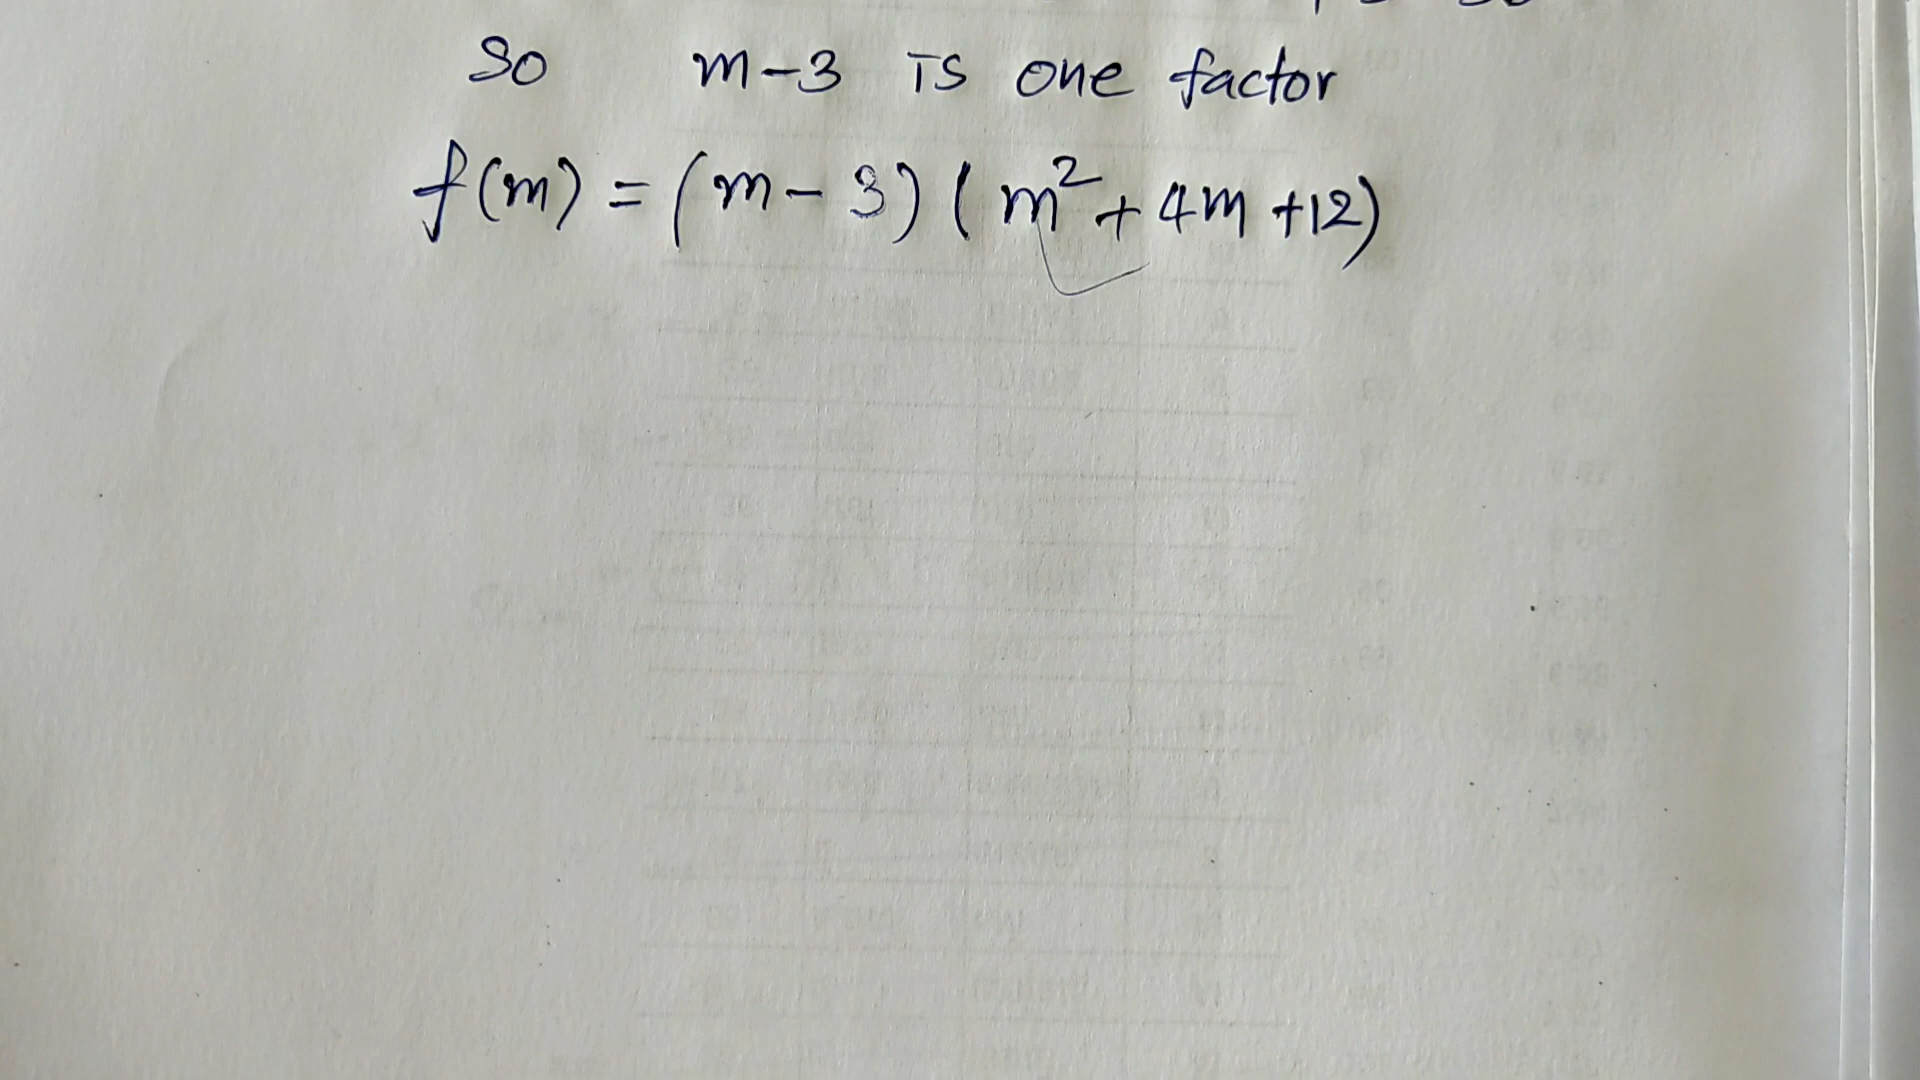 So m-3 is one factor
f(m) = (m-3)(m²+4m+12)